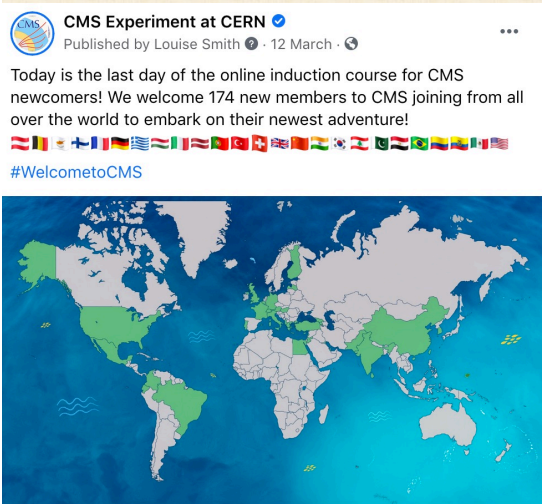 CMS
CMS Experiment at CERN
Published by Louise Smith · 12 March ·
Today is the last day of the online induction course for CMS
newcomers! We welcome 174 new members to CMS joining from all
over the world to embark on their newest adventure!
🇦🇹🇧🇪🇨🇾🇫🇮🇫🇷🇩🇪🇬🇷🇭🇺🇮🇹🇱🇻🇵🇹🇹🇷🇨🇭🇬🇧🇨🇳🇮🇳🇰🇷🇱🇧🇵🇰🇪🇬🇧🇷🇨🇴🇪🇨🇲🇽🇺🇸
#WelcometoCMS